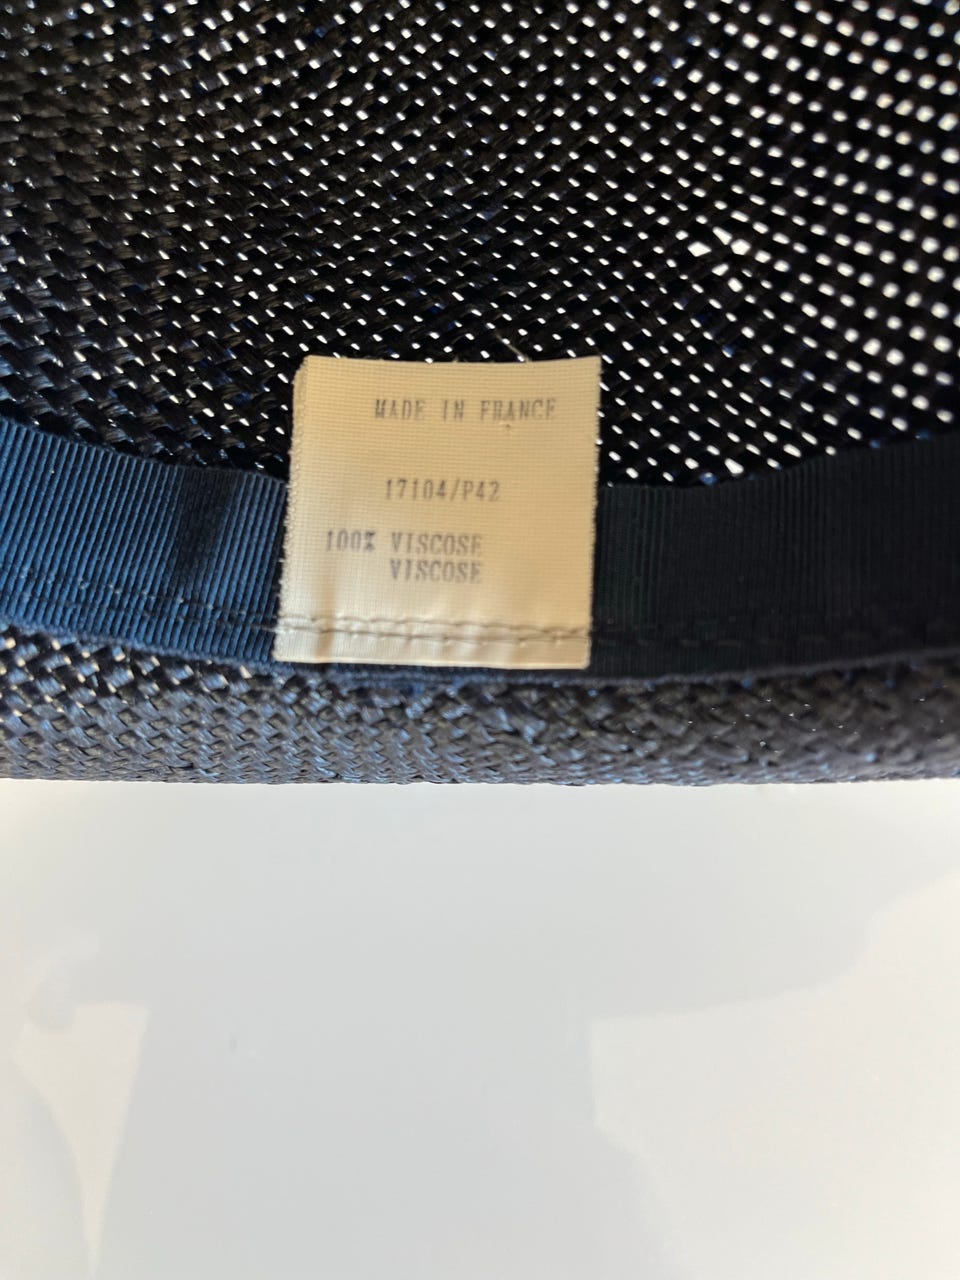 MADE IN FRANCE
17104/P42
100% VISCOSE
VISCOSE